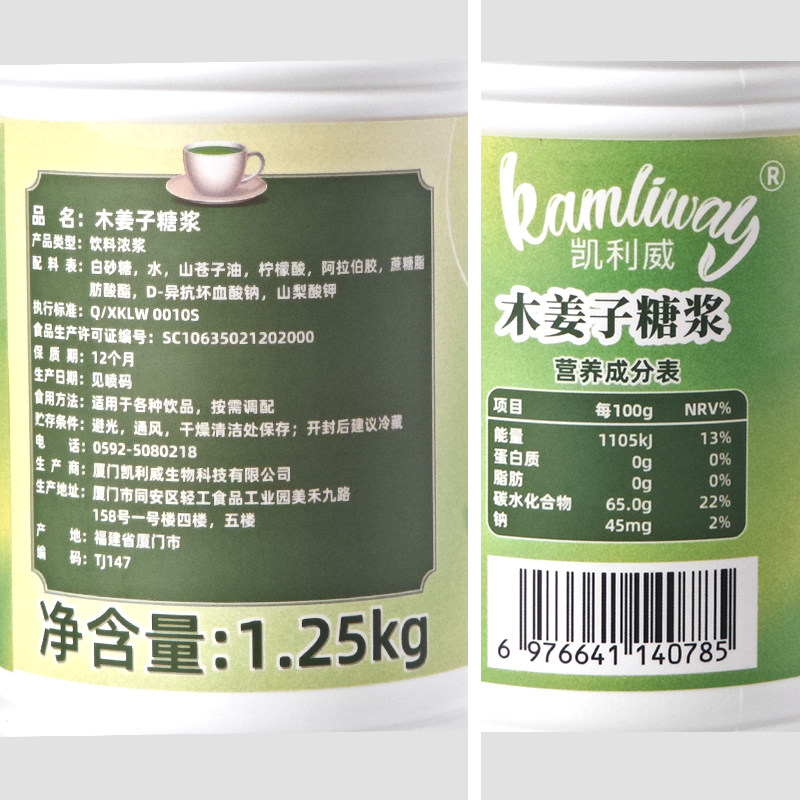 品 名：木姜子糖浆
产品类型：饮料浓浆
配 料 表：白砂糖，水，山苍子油，柠檬酸，阿拉伯胶，蔗糖脂
肪酸酯，D-异抗坏血酸钠，山梨酸钾
执行标准：Q/XKLW 0010S
食品生产许可证编号：SC10635021202000
保 质 期：12个月
生产日期：见喷码
食用方法：适用于各种饮品，按需调配
贮存条件：避光，通风，干燥清洁处保存；开封后建议冷藏
电 话：0592-5080218
生 产 商：厦门凯利威生物科技有限公司
生产地址：厦门市同安区轻工食品工业园美禾九路
158号一号楼四楼，五楼
产 地：福建省厦门市
编 码：TJ147
净含量：1.25kg
kamliway®
凯利威
木姜子糖浆
营养成分表
项目 每100g NRV%
能量 1105kJ 13%
蛋白质 0g 0%
脂肪 0g 0%
碳水化合物 65.0g 22%
钠 45mg 2%
6 976641 140785